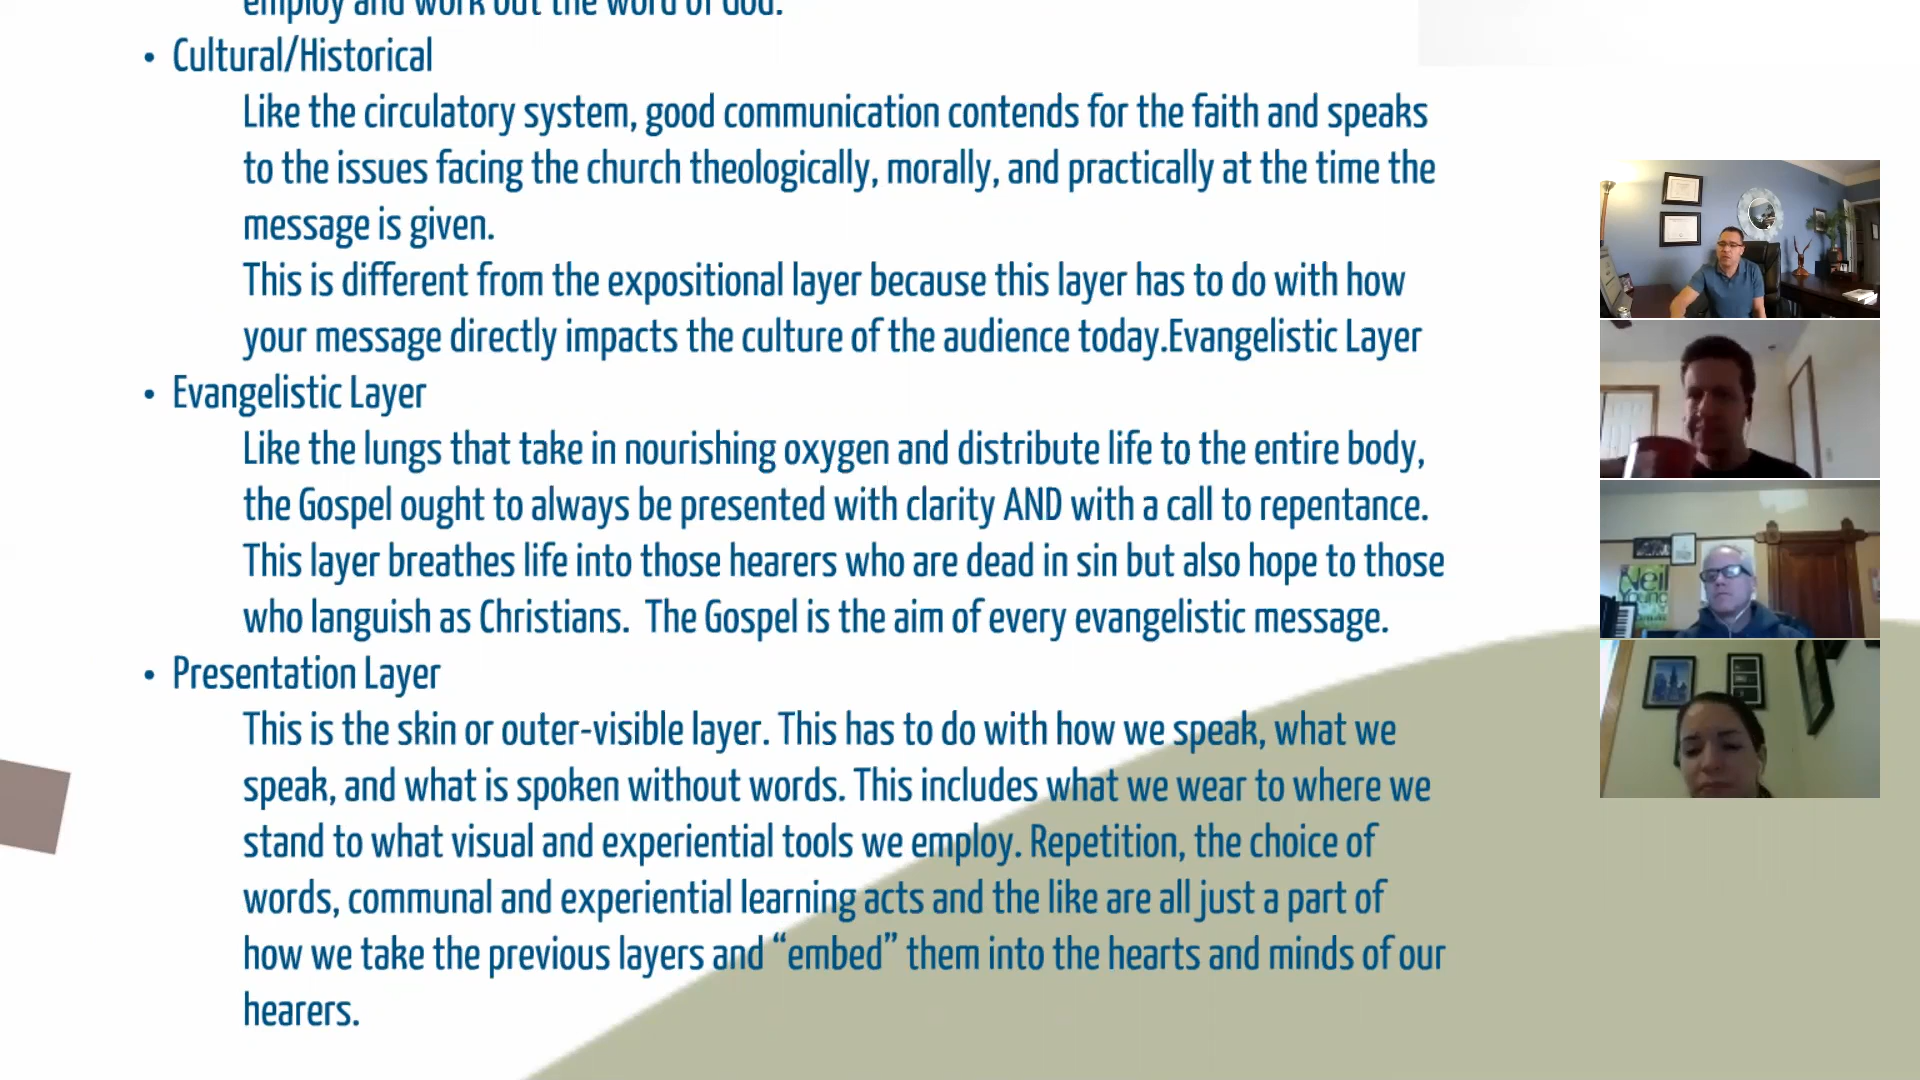 employ and work out the word of God.
• Cultural/Historical
Like the circulatory system, good communication contends for the faith and speaks
to the issues facing the church theologically, morally, and practically at the time the
message is given.
This is different from the expositional layer because this layer has to do with how
your message directly impacts the culture of the audience today.Evangelistic Layer
• Evangelistic Layer
Like the lungs that take in nourishing oxygen and distribute life to the entire body,
the Gospel ought to always be presented with clarity AND with a call to repentance.
This layer breathes life into those hearers who are dead in sin but also hope to those
who languish as Christians.  The Gospel is the aim of every evangelistic message.
• Presentation Layer
This is the skin or outer-visible layer. This has to do with how we speak, what we
speak, and what is spoken without words. This includes what we wear to where we
stand to what visual and experiential tools we employ. Repetition, the choice of
words, communal and experiential learning acts and the like are all just a part of
how we take the previous layers and “embed” them into the hearts and minds of our
hearers.
Neil
Young